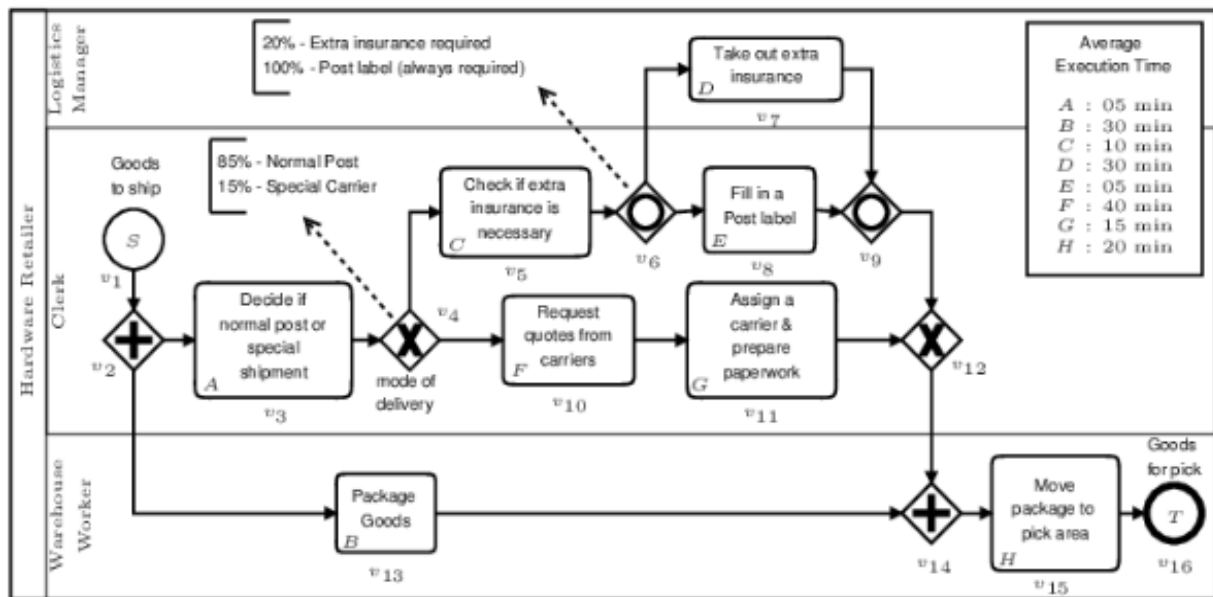 Hardware Retailer
Logistics
Manager
20% - Extra insurance required
100% - Post label (always required)
Take out extra
insurance
D
v7
Average
Execution Time
A : 05 min
B : 30 min
C : 10 min
D : 30 min
E : 05 min
F : 40 min
G : 15 min
H : 20 min
Clerk
Goods
to ship
S
v1
85% - Normal Post
15% - Special Carrier
Check if extra
insurance is
necessary
C
v5
v6
Fill in a
Post label
E
v8
v9
v2
Decide if
normal post or
special
shipment
A
v3
v4
X
mode of
delivery
Request
quotes from
carriers
F
v10
Assign a
carrier &
prepare
paperwork
G
v11
X
v12
Warehouse
Worker
Package
Goods
B
v13
v14
Move
package to
pick area
H
v15
Goods
for pick
T
v16